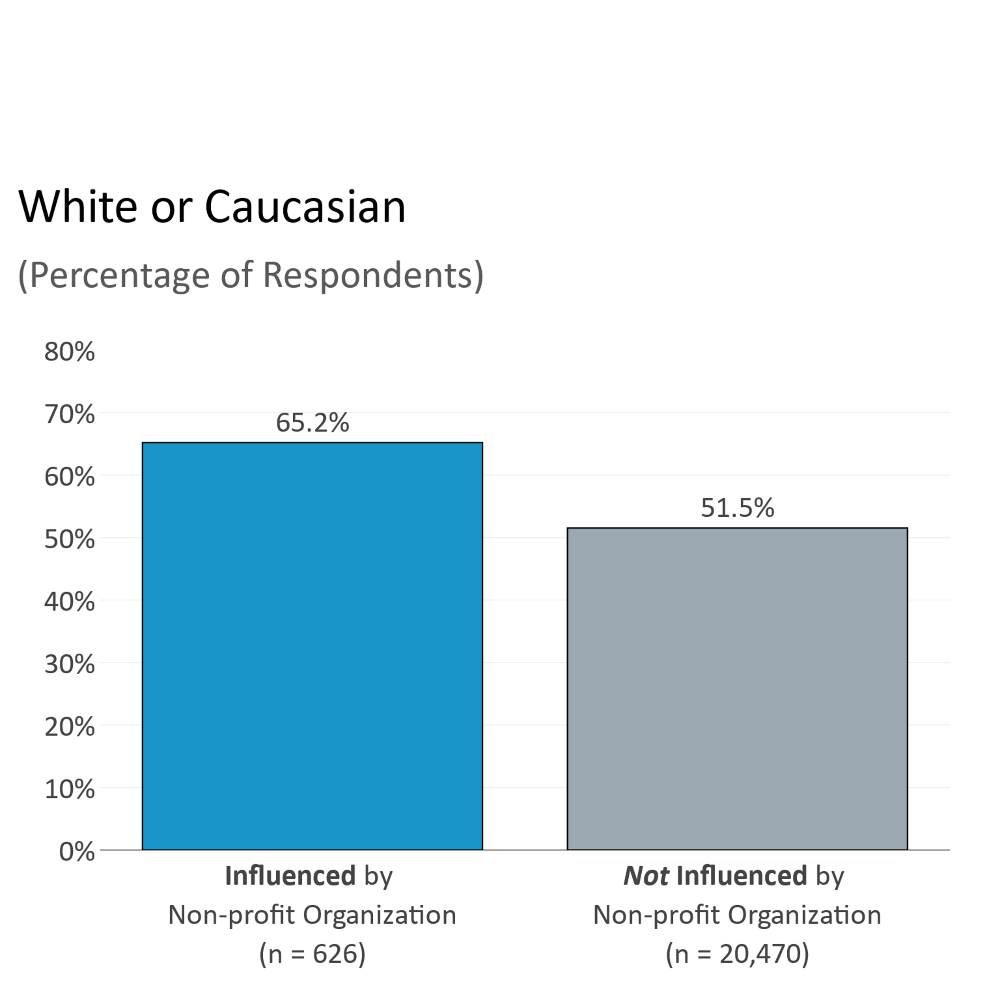 White or Caucasian
(Percentage of Respondents)
80%
70%
65.2%
60%
51.5%
50%
40%
30%
20%
10%
0%
Influenced by
Non-profit Organization
(n = 626)
Not Influenced by
Non-profit Organization
(n = 20,470)